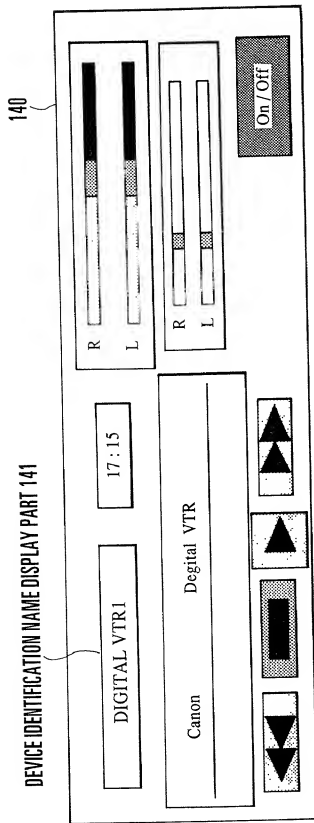 140
DEVICE IDENTIFICATION NAME DISPLAY PART 141
DIGITAL VTR1
17 : 15
R
L
R
L
Canon Degital VTR
On / Off